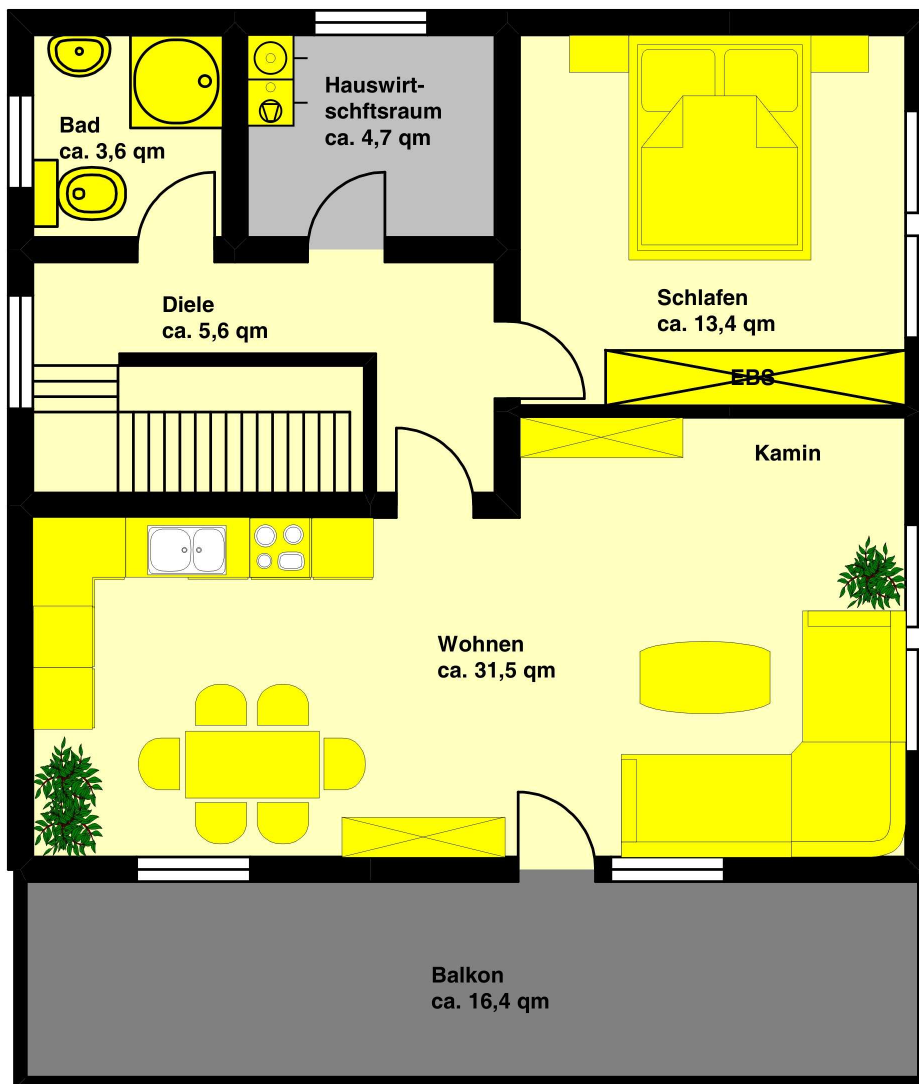 Bad
ca. 3,6 qm
Hauswirt-
schftsraum
ca. 4,7 qm
Diele
ca. 5,6 qm
Schlafen
ca. 13,4 qm
EBS
Kamin
Wohnen
ca. 31,5 qm
Balkon
ca. 16,4 qm